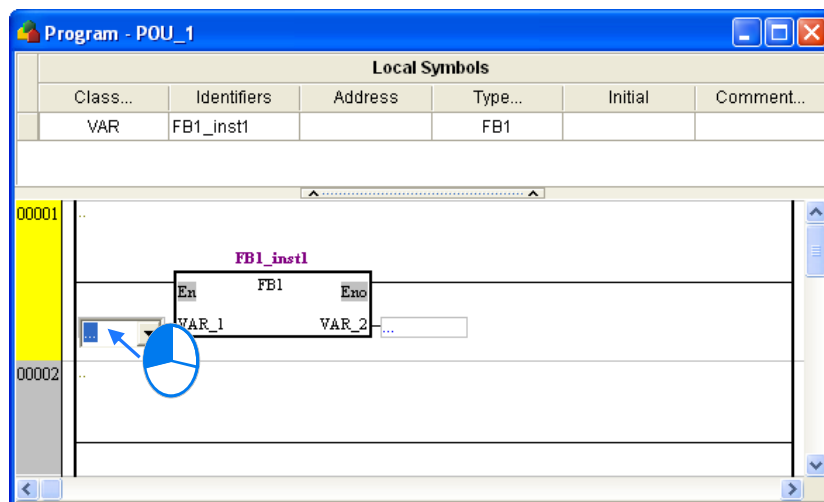 Program - POU_1
Local Symbols
Class... Identifiers Address Type... Initial Comment...
VAR FB1_inst1 FB1
00001 ..
FB1_inst1
FB1
En Eno
... VAR_1 VAR_2 ...
00002 ..